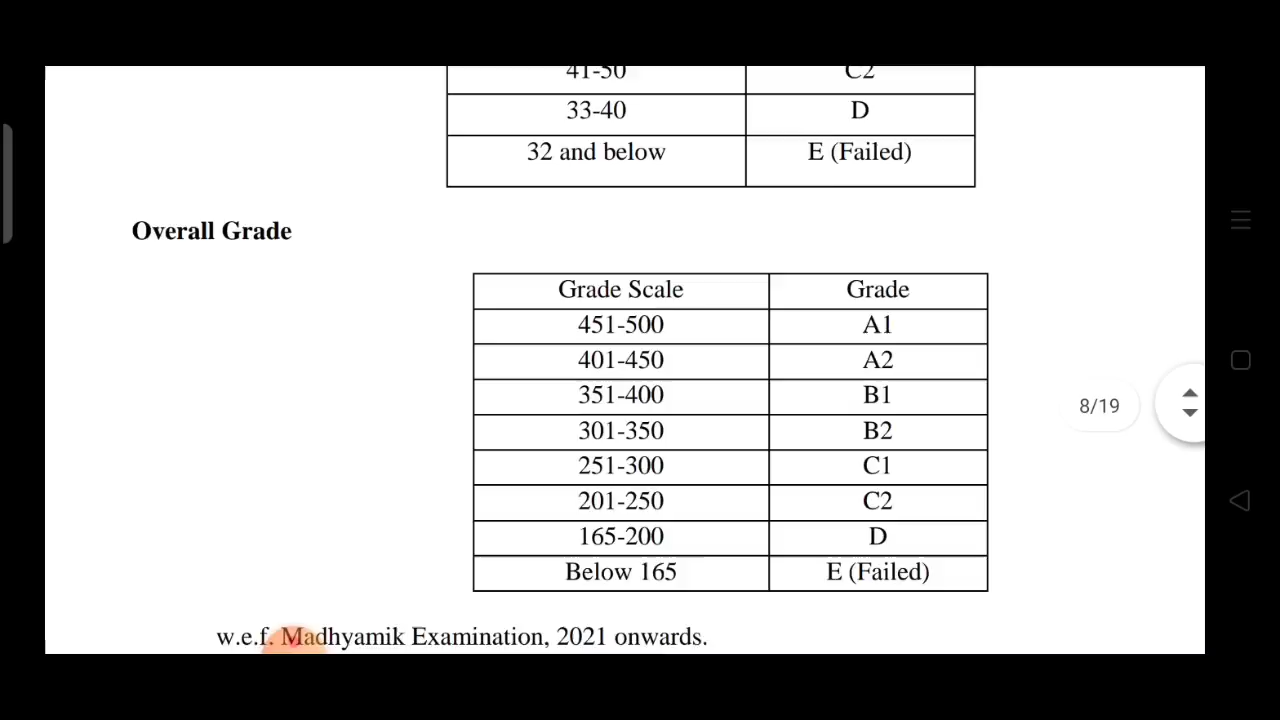 41-50 C2
33-40 D
32 and below E (Failed)
Overall Grade
Grade Scale Grade
451-500 A1
401-450 A2
351-400 B1
8/19
301-350 B2
251-300 C1
201-250 C2
165-200 D
Below 165 E (Failed)
w.e.f. Madhyamik Examination, 2021 onwards.